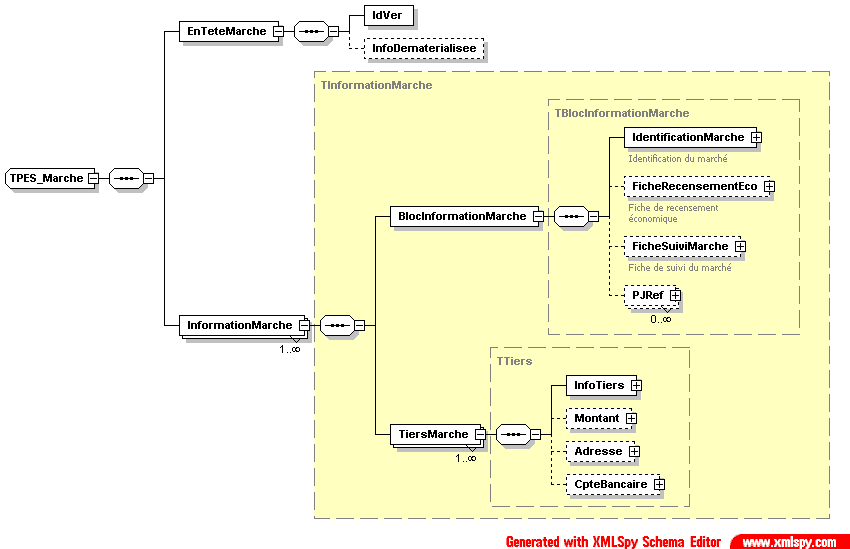 EnTeteMarche
IdVer
InfoDematerialisee
TInformationMarche
TBlocInformationMarche
IdentificationMarche
Identification du marché
TPES_Marche
FicheRecensementEco
Fiche de recensement
économique
BlocInformationMarche
FicheSuiviMarche
Fiche de suivi du marché
PJRef
0..∞
InformationMarche
1..∞
TTiers
InfoTiers
Montant
TiersMarche
1..∞
Adresse
CpteBancaire
Generated with XMLSpy Schema Editor www.xmlspy.com